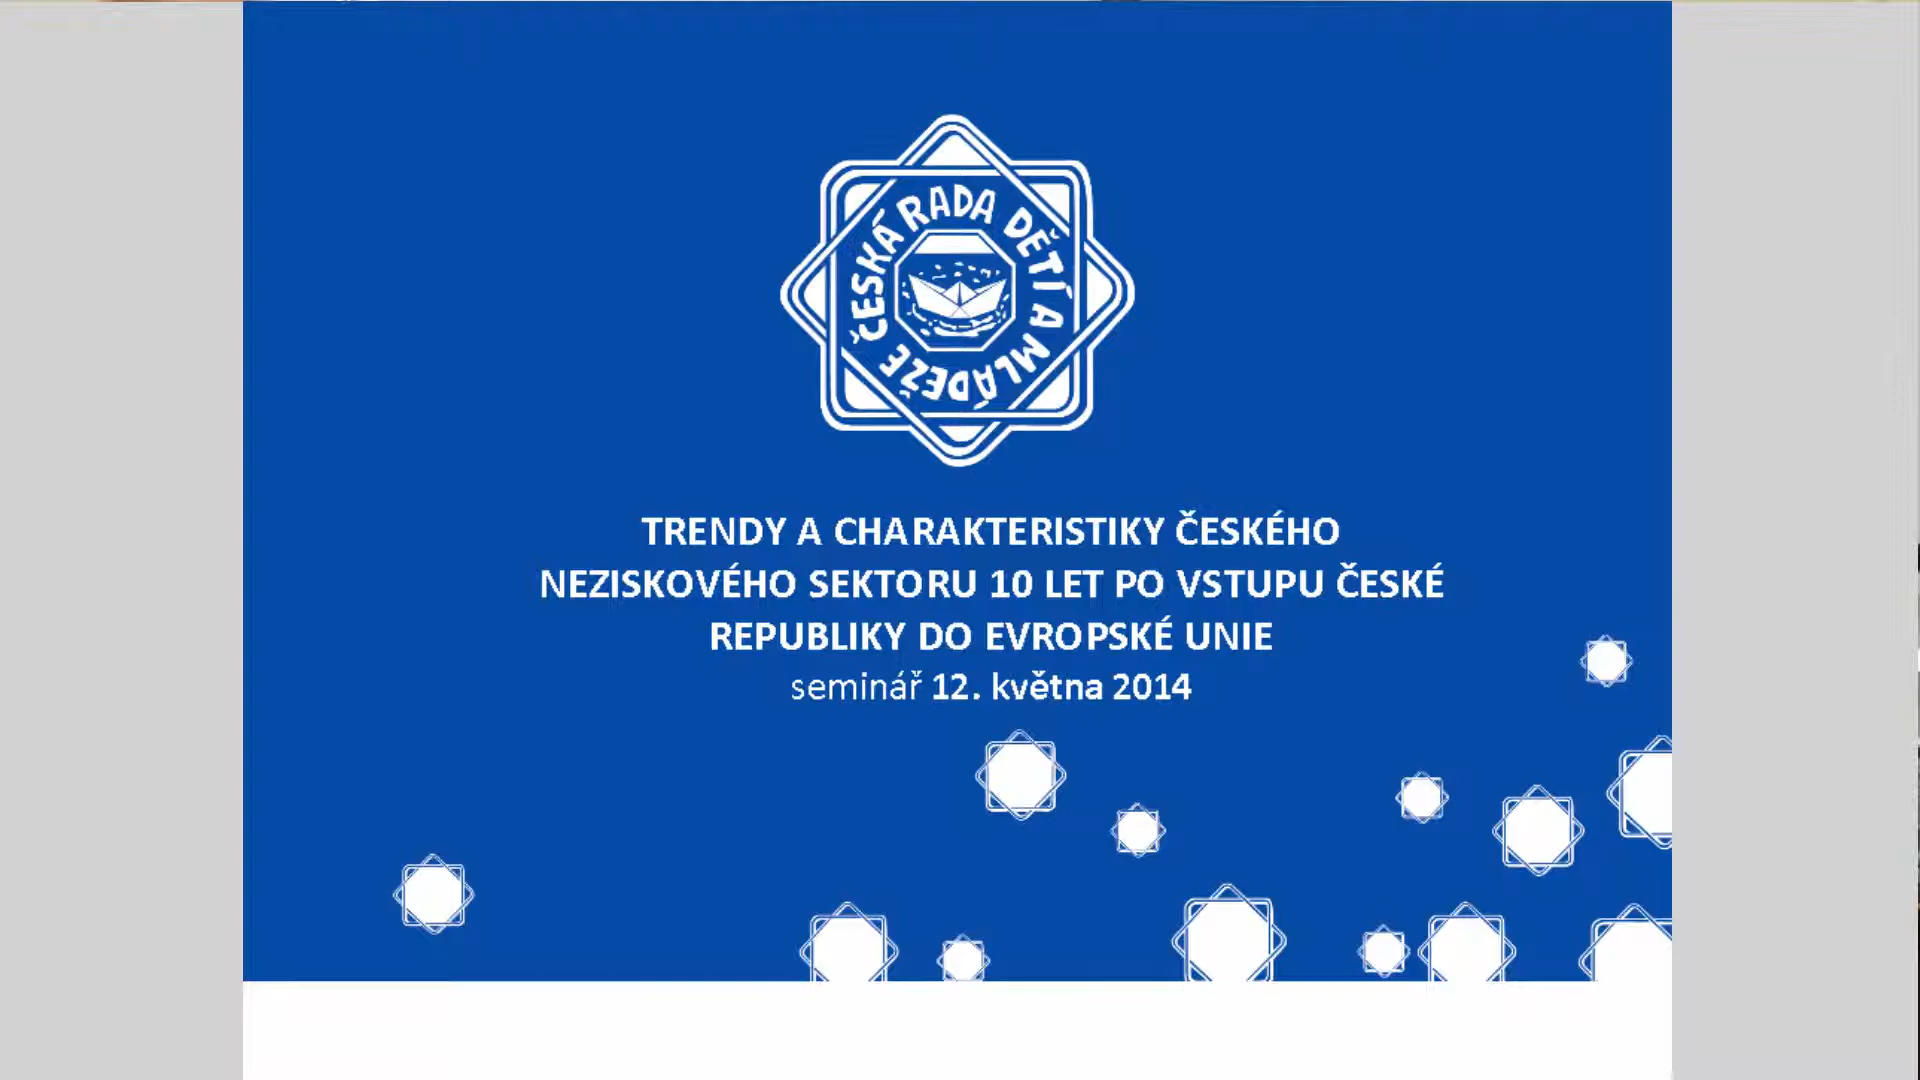 ČESKÁ RADA DĚTÍ A MLÁDEŽE
TRENDY A CHARAKTERISTIKY ČESKÉHO
NEZISKOVÉHO SEKTORU 10 LET PO VSTUPU ČESKÉ
REPUBLIKY DO EVROPSKÉ UNIE
seminář 12. května 2014